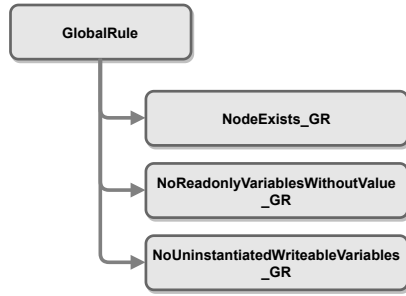 GlobalRule
NodeExists_GR
NoReadonlyVariablesWithoutValue
_GR
NoUninstantiatedWriteableVariables
_GR